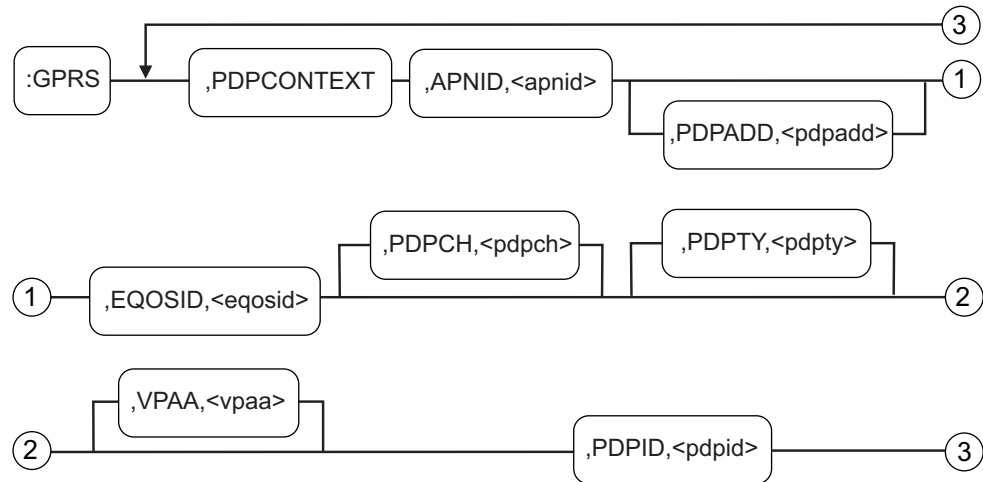 3
:GPRS
,PDPCONTEXT
,APNID,<apnid>
1
,PDPADD,<pdpadd>
,PDPCH,<pdpch>
,PDPTY,<pdpty>
1
,EQOSID,<eqosid>
2
,VPAA,<vpaa>
2
,PDPID,<pdpid>
3